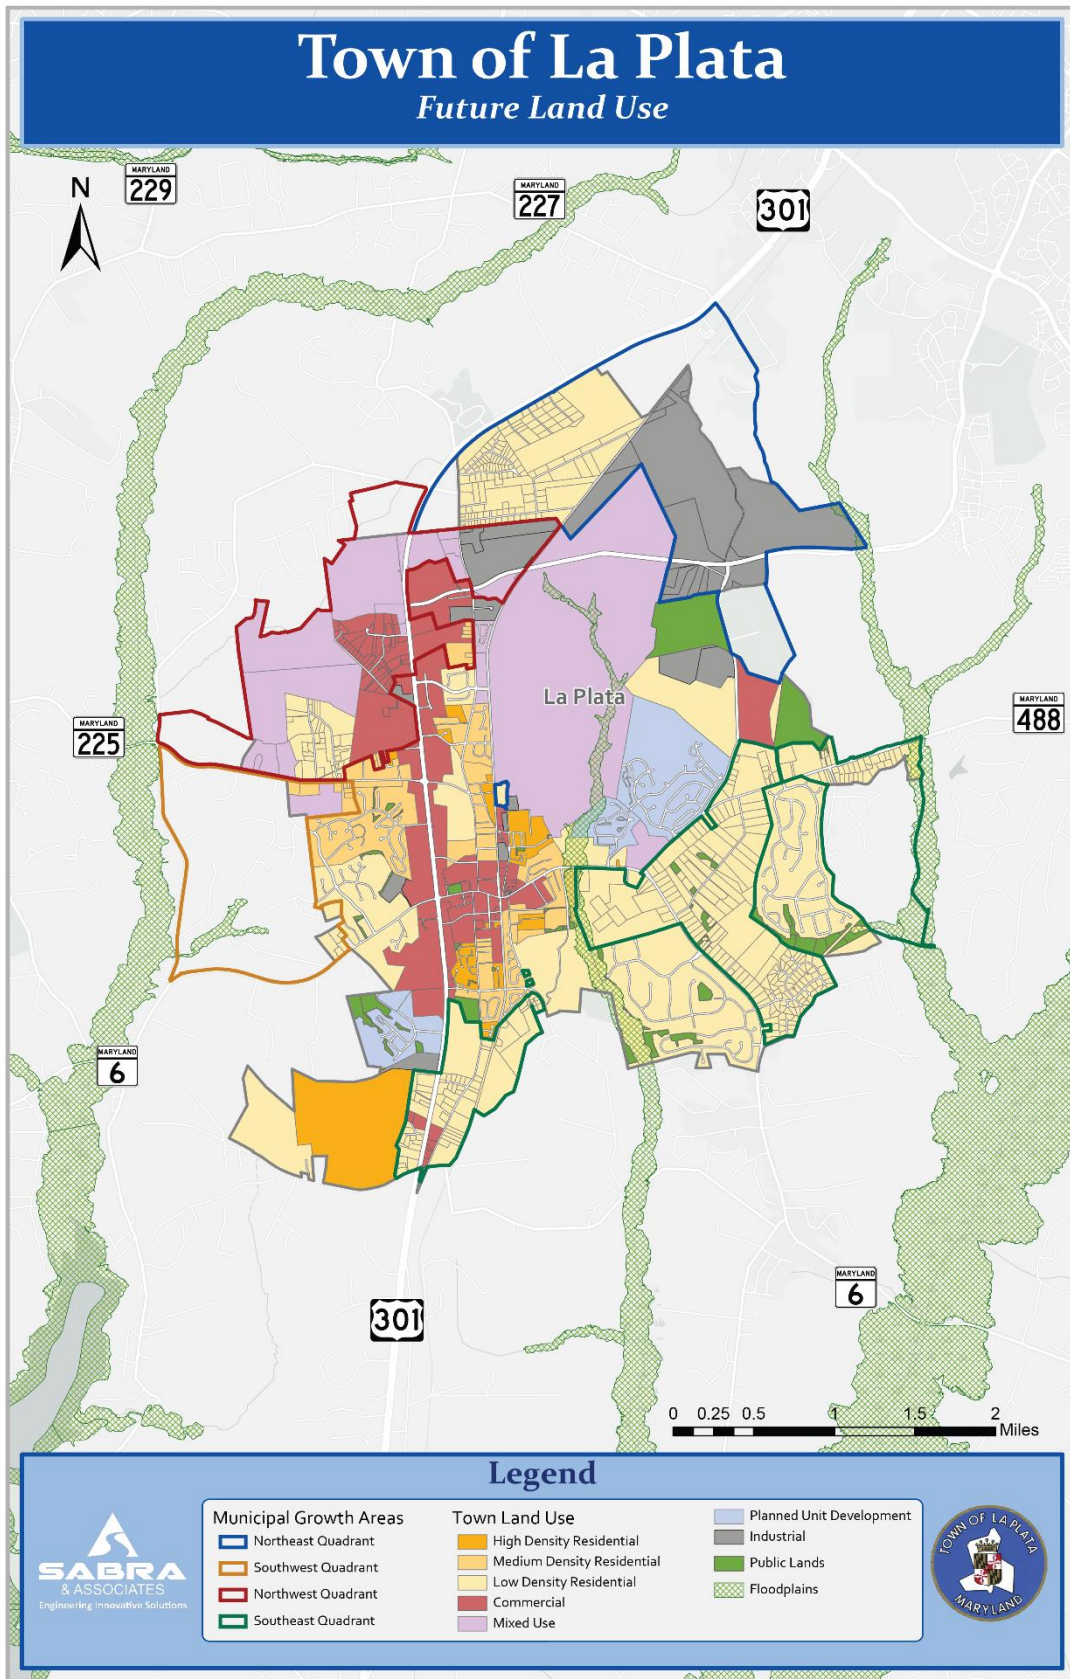 Town of La Plata
Future Land Use
N
MARYLAND
229
MARYLAND
227
301
La Plata
MARYLAND
225
MARYLAND
488
MARYLAND
6
MARYLAND
6
301
0 0.25 0.5 1 1.5 2
Miles
Legend
SABRA
& ASSOCIATES
Engineering Innovative Solutions
Municipal Growth Areas
Northeast Quadrant
Southwest Quadrant
Northwest Quadrant
Southeast Quadrant
Town Land Use
High Density Residential
Medium Density Residential
Low Density Residential
Commercial
Mixed Use
Planned Unit Development
Industrial
Public Lands
Floodplains
TOWN OF LA PLATA
MARYLAND